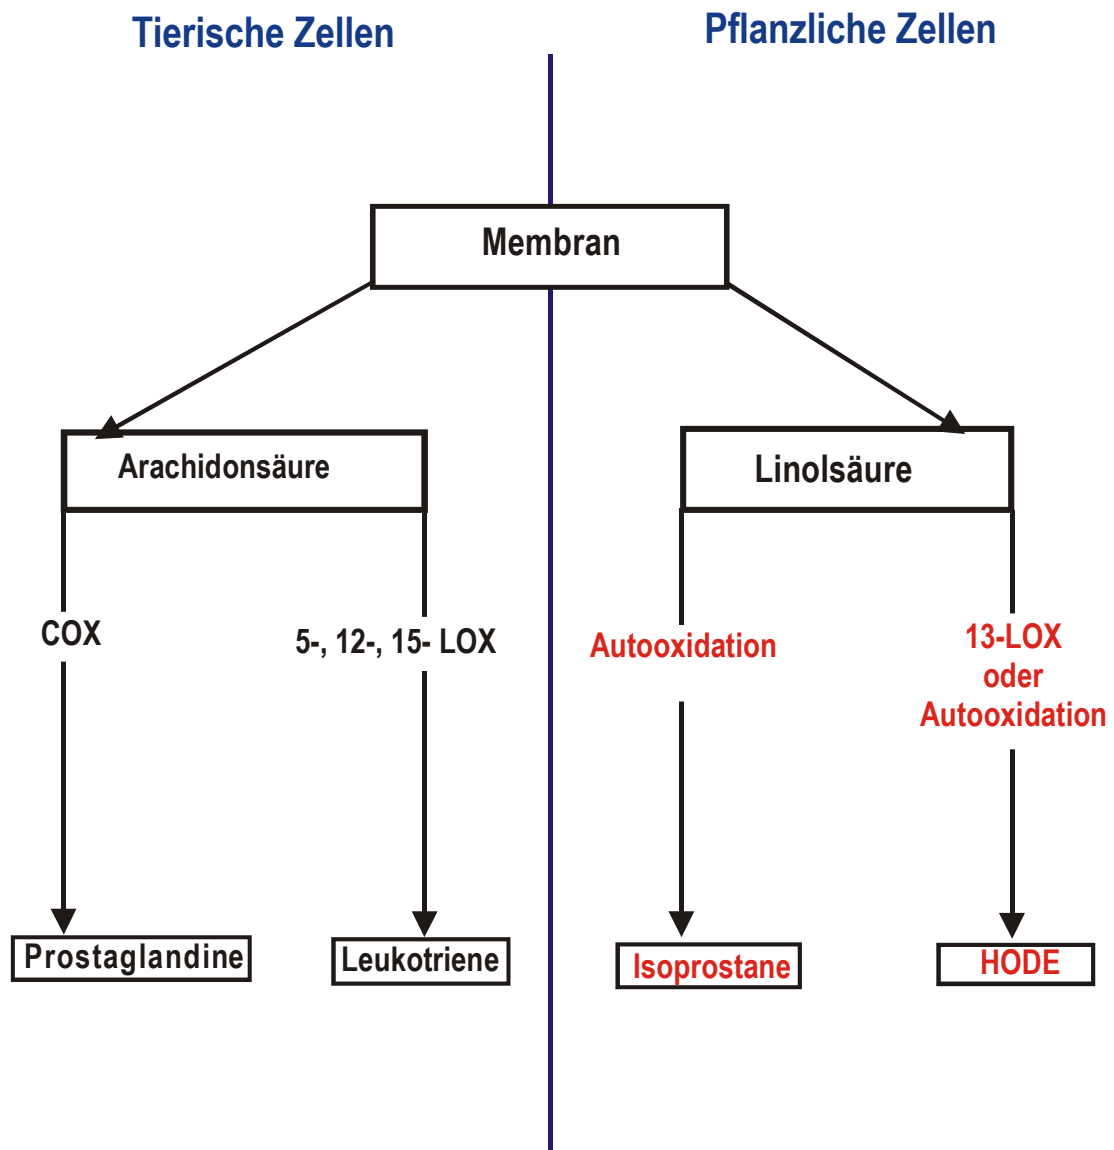 Tierische Zellen
Pflanzliche Zellen
Membran
Arachidonsäure
Linolsäure
COX
5-, 12-, 15- LOX
Autooxidation
13-LOX
oder
Autooxidation
Prostaglandine
Leukotriene
Isoprostane
HODE